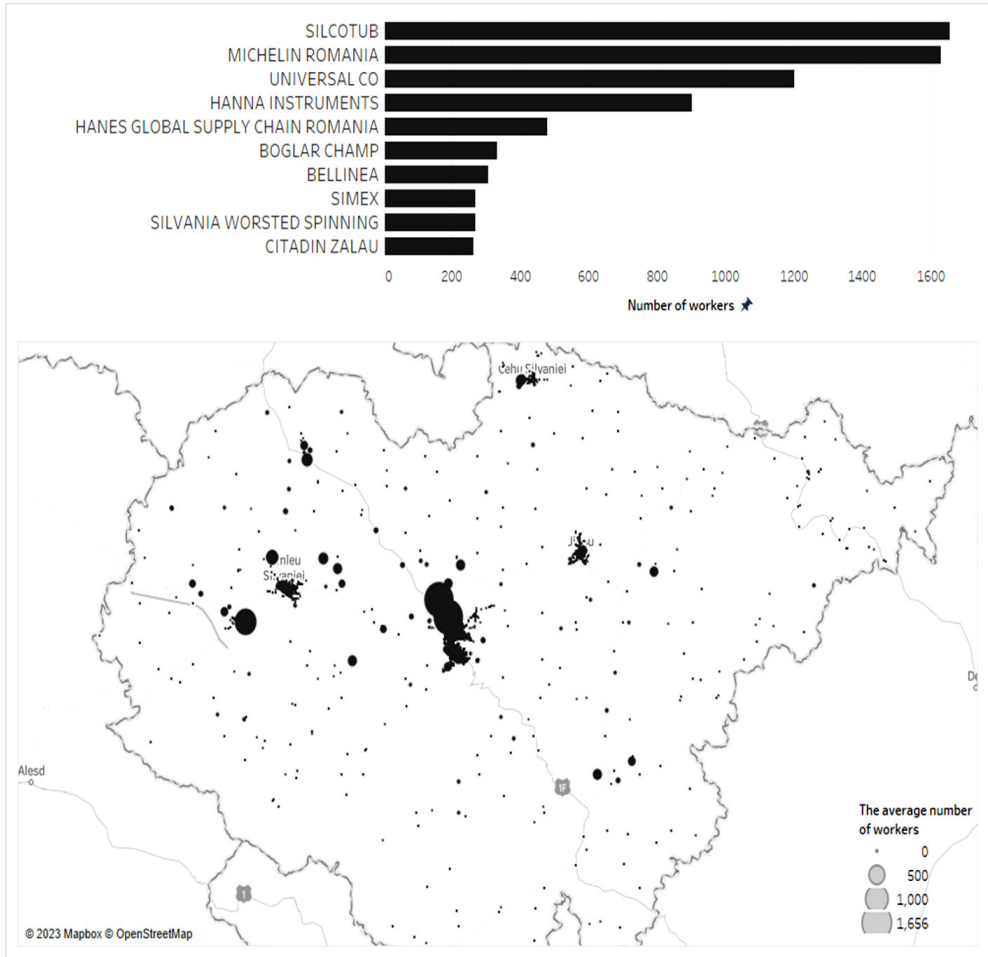 SILCOTUB
MICHELIN ROMANIA
UNIVERSAL CO
HANNA INSTRUMENTS
HANES GLOBAL SUPPLY CHAIN ROMANIA
BOGLAR CHAMP
BELLINEA
SIMEX
SILVANIA WORSTED SPINNING
CITADIN ZALAU
0 200 400 600 800 1000 1200 1400 1600
Number of workers
Cehu Silvaniei
nleu
Silvaniei
Alesd
1F
1
De
The average number
of workers
0
500
1,000
1,656
© 2023 Mapbox © OpenStreetMap